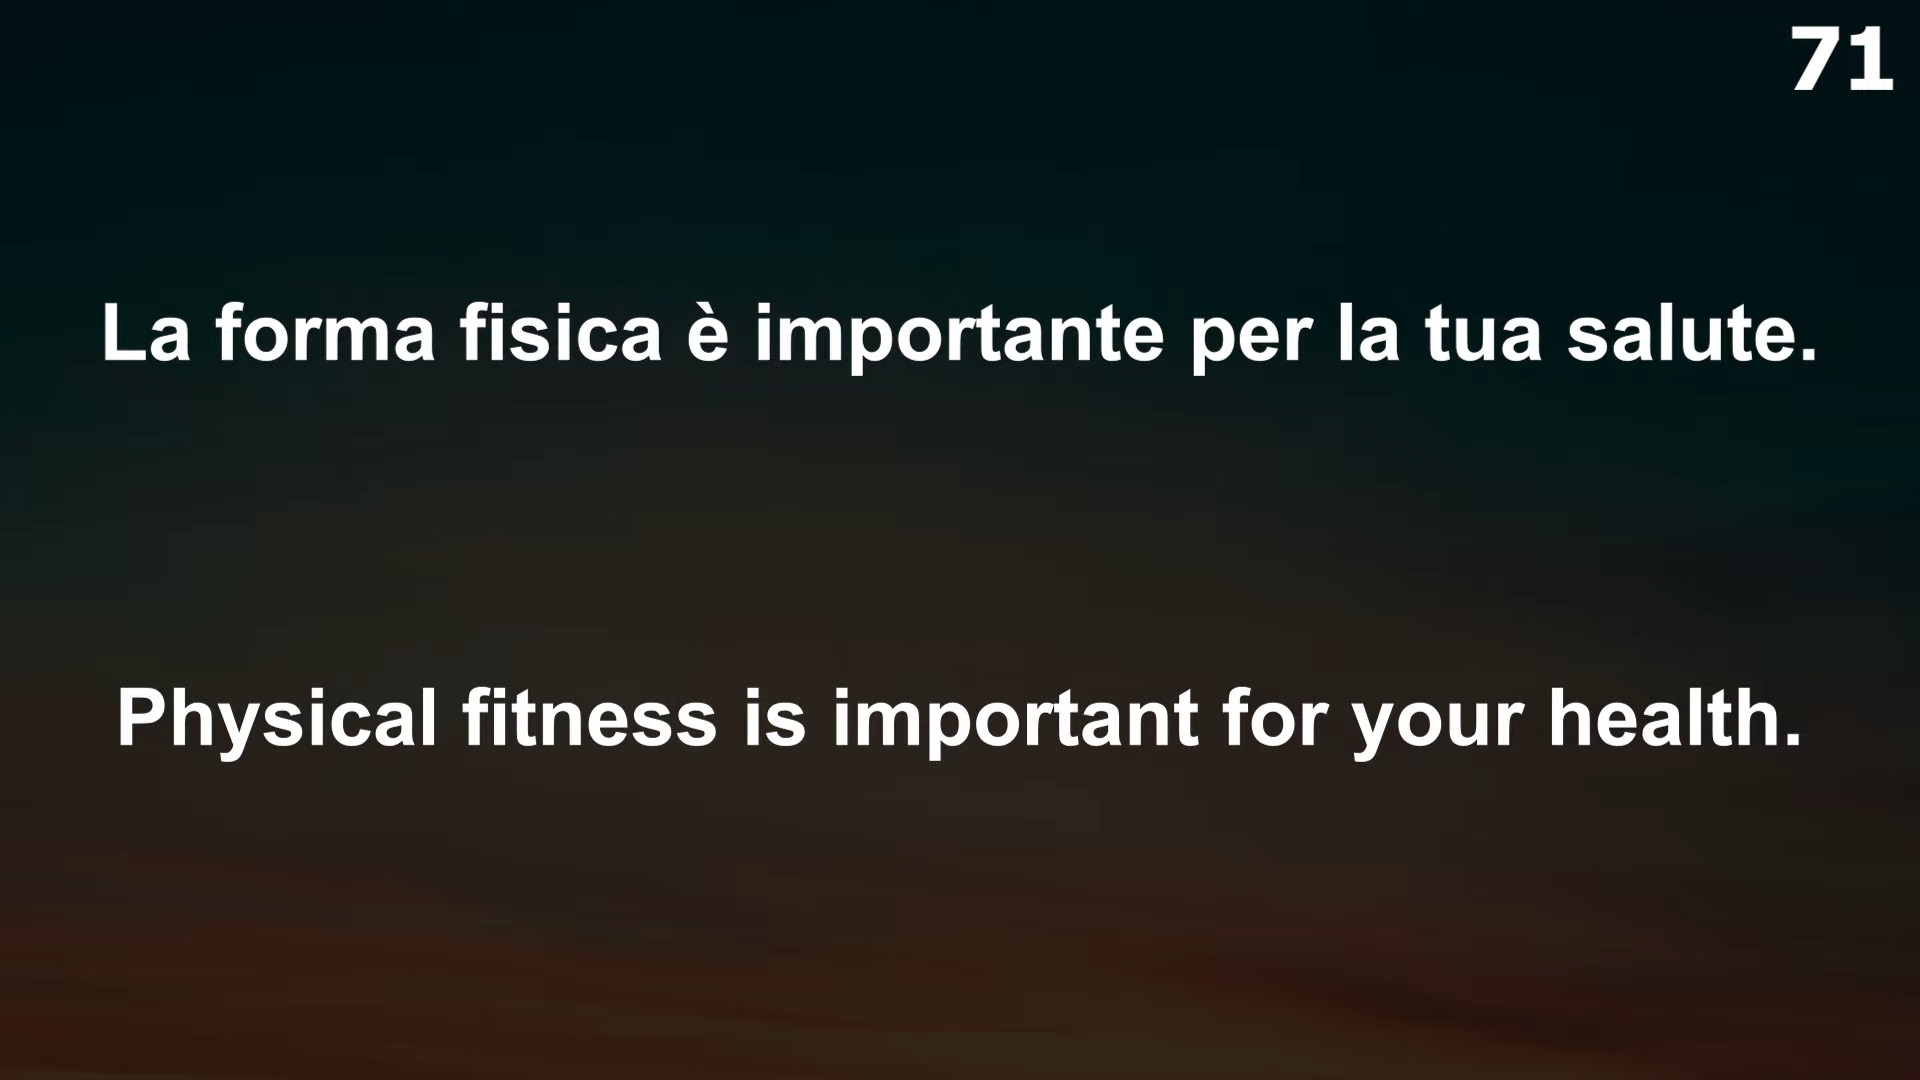 71
La forma fisica è importante per la tua salute.
Physical fitness is important for your health.